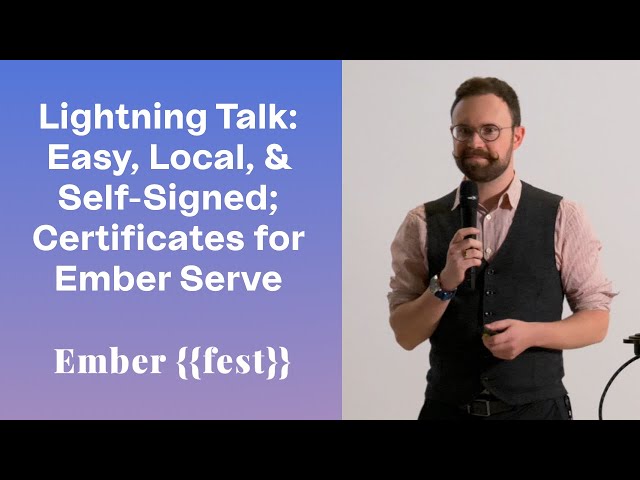 Lightning Talk:
Easy, Local, &
Self-Signed;
Certificates for
Ember Serve
Ember {{fest}}